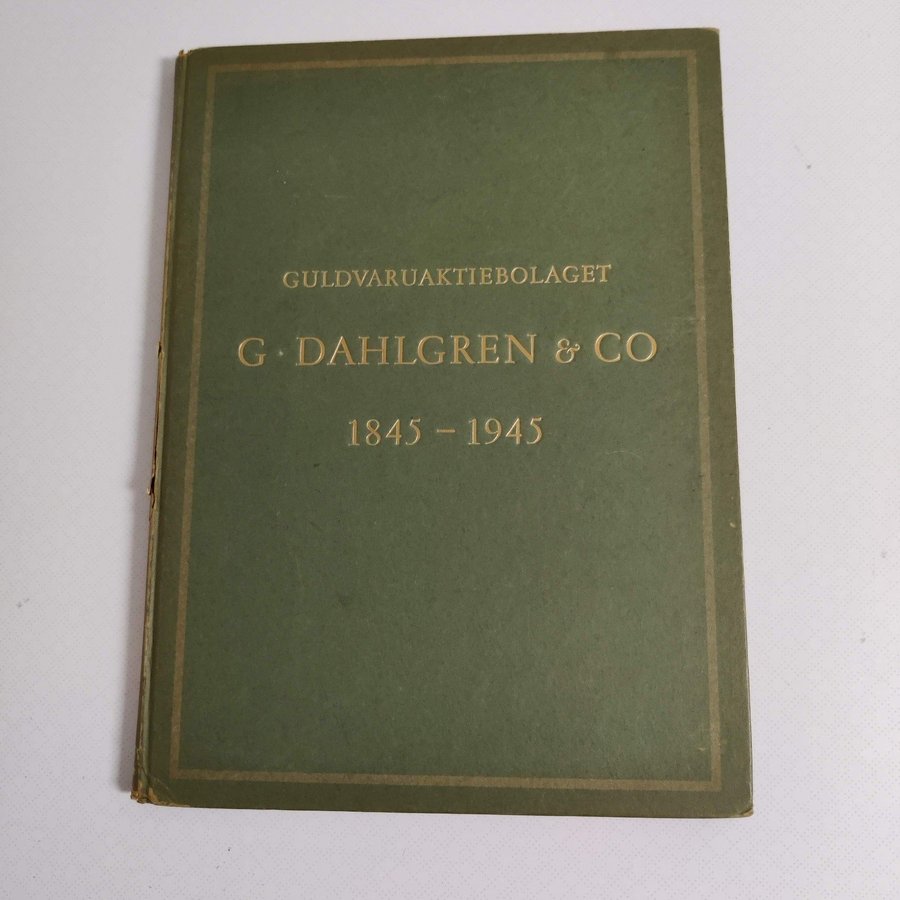 GULDVARUAKTIEBOLAGET
G · DAHLGREN & CO
1845 – 1945